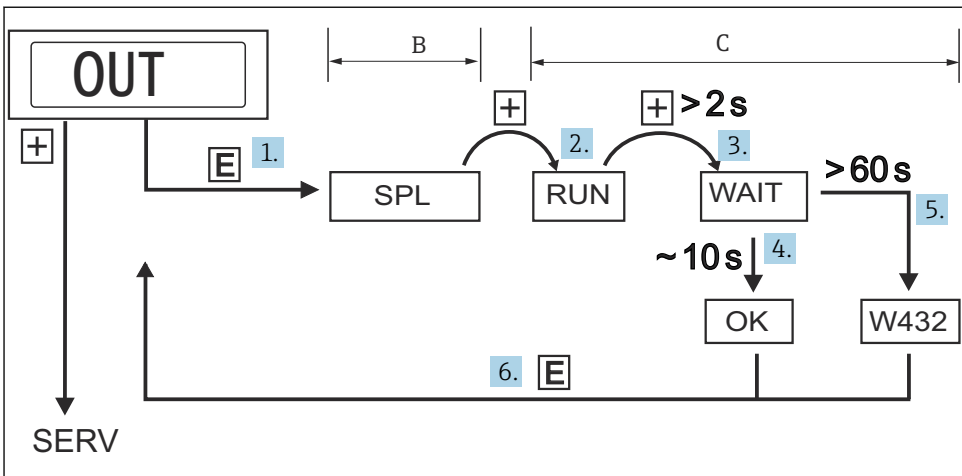 OUT
B
C
+
+
+ >2s
E
1.
2.
3.
SPL
RUN
WAIT
>60s
5.
~10s
4.
OK
W432
6. E
SERV